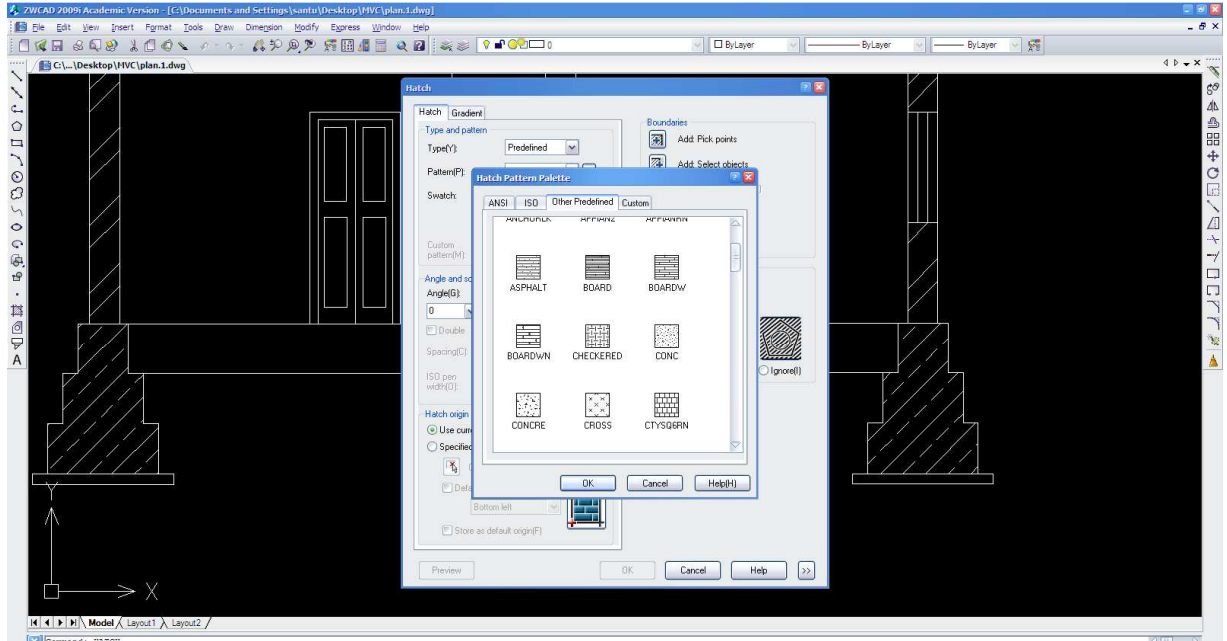 ZWCAD 2009i Academic Version - [C:\Documents and Settings\santu\Desktop\MVC\plan.1.dwg]
File Edit View Insert Format Tools Draw Dimension Modify Express Window Help
0 ByLayer ByLayer ByLayer
C:\...\Desktop\MVC\plan.1.dwg
Hatch
Hatch Gradient
Type and pattern
Type(Y): Predefined
Pattern(P):
Swatch:
Custom
pattern(M):
Angle and sc
Angle(G):
0
Double
Spacing(C):
ISO pen
width(O):
Hatch origin
Use curr
Specified
Defa
Bottom left
Store as default origin(F)
Boundaries
Add: Pick points
Add: Select objects
Ignore(I)
Hatch Pattern Palette
ANSI ISO Other Predefined Custom
ASPHALT BOARD BOARDW
BOARDWN CHECKERED CONC
CONCRE CROSS CTYSQ6RN
OK Cancel Help(H)
Preview OK Cancel Help >>
A
Y
X
Model Layout1 Layout2